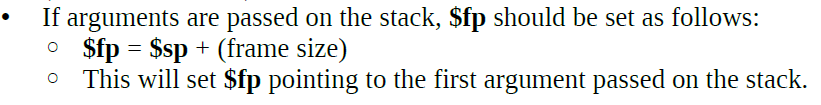 • If arguments are passed on the stack, $fp should be set as follows:
○ $fp = $sp + (frame size)
○ This will set $fp pointing to the first argument passed on the stack.